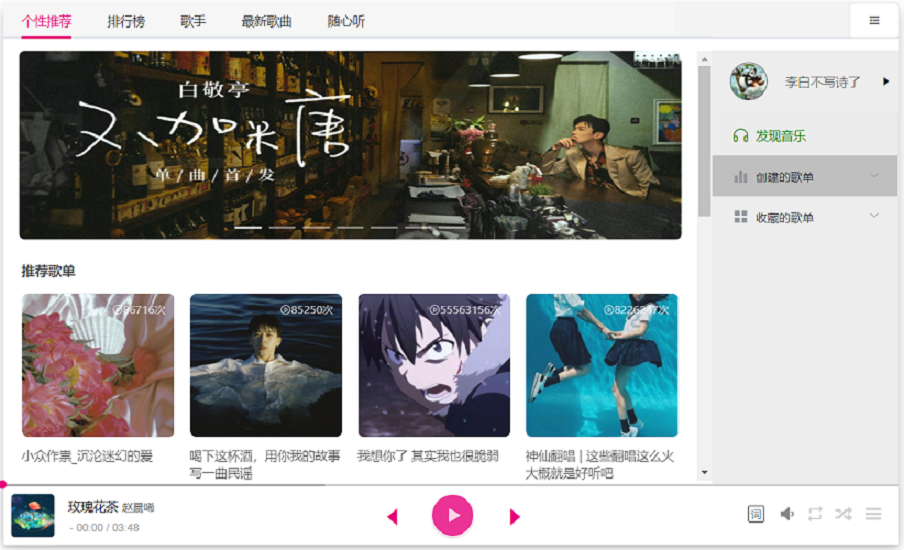 个性推荐
排行榜
歌手
最新歌曲
随心听
白敬亭
又、加米唐
单/曲/首/发
李白不写诗了
发现音乐
创建的歌单
收藏的歌单
推荐歌单
86716次
85250次
55563156次
8226247次
小众作祟_沉沦迷幻的爱
喝下这杯酒，用你我的故事
写一曲民谣
我想你了 其实我也很脆弱
神仙翻唱 | 这些翻唱这么火
大概就是好听吧
玫瑰花茶 赵晨晞
- 00:00 / 03:48
词